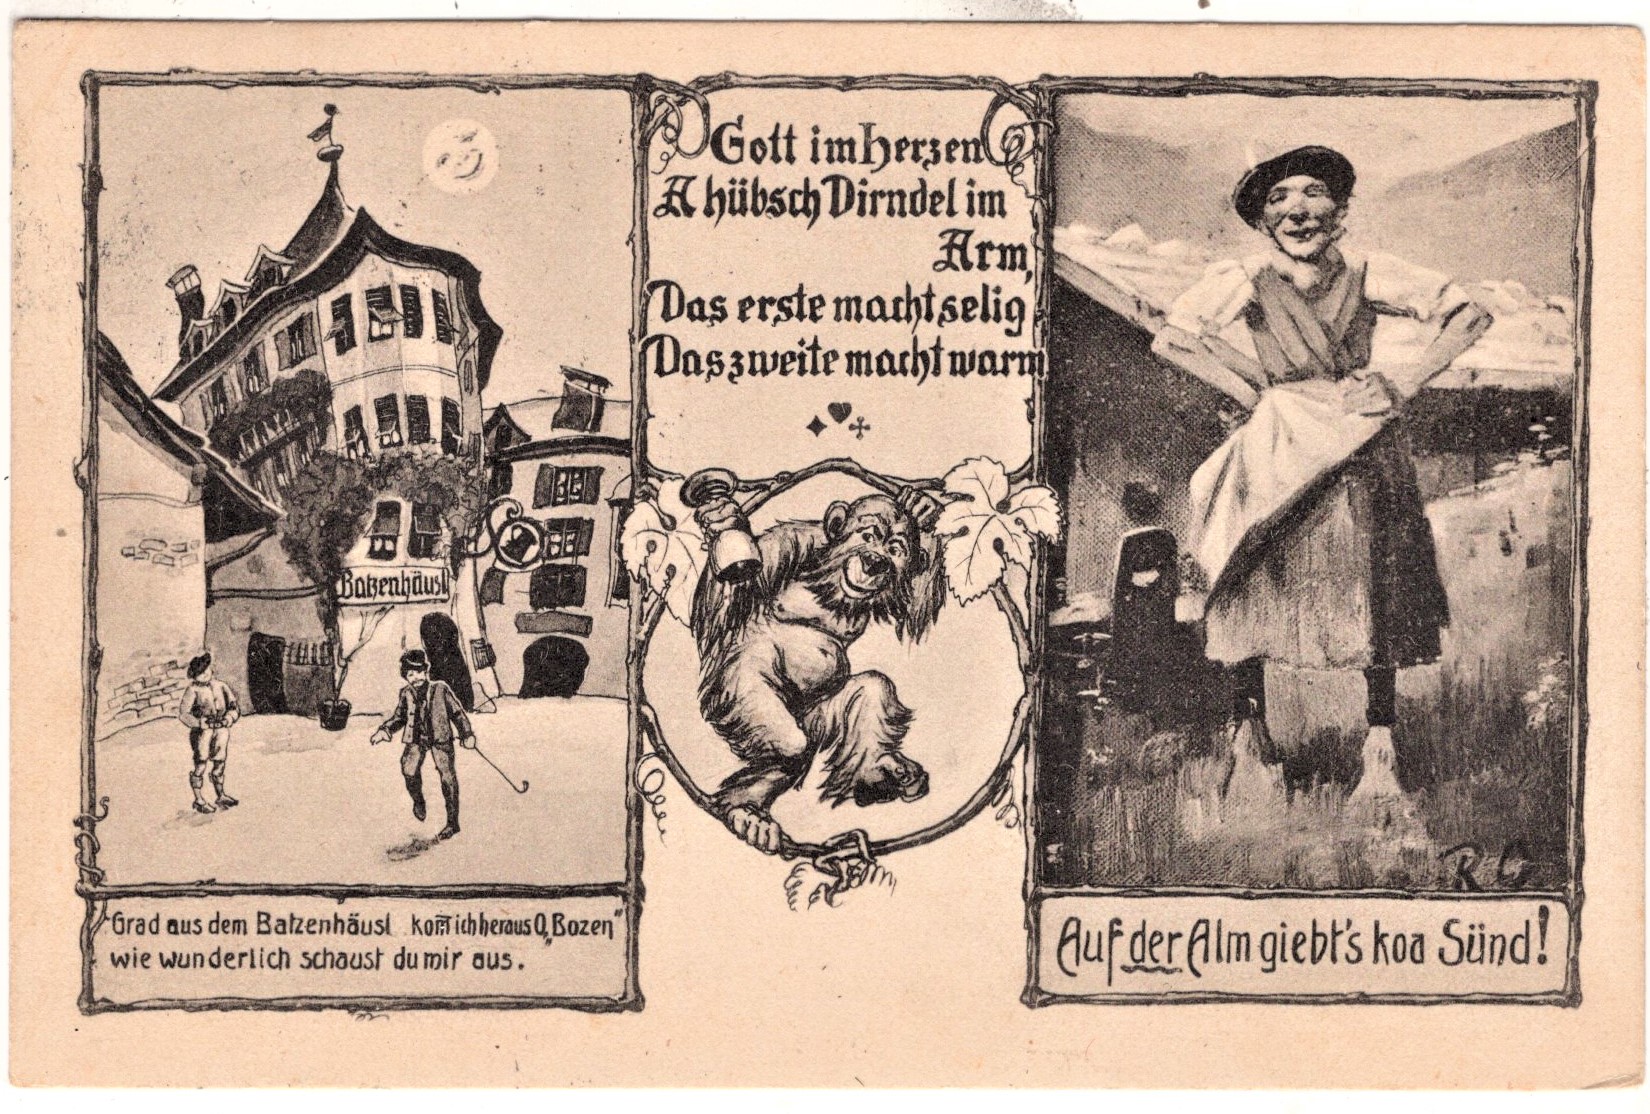 Gott im Herzen
A hübsch Dirndel im
Arm,
Das erste macht selig
Das zweite macht warm
Batzenhäusl
"Grad aus dem Batzenhäusl kom̅ ich heraus O „Bozen"
wie wunderlich schaust du mir aus.
Auf der Alm giebt's koa Sünd!